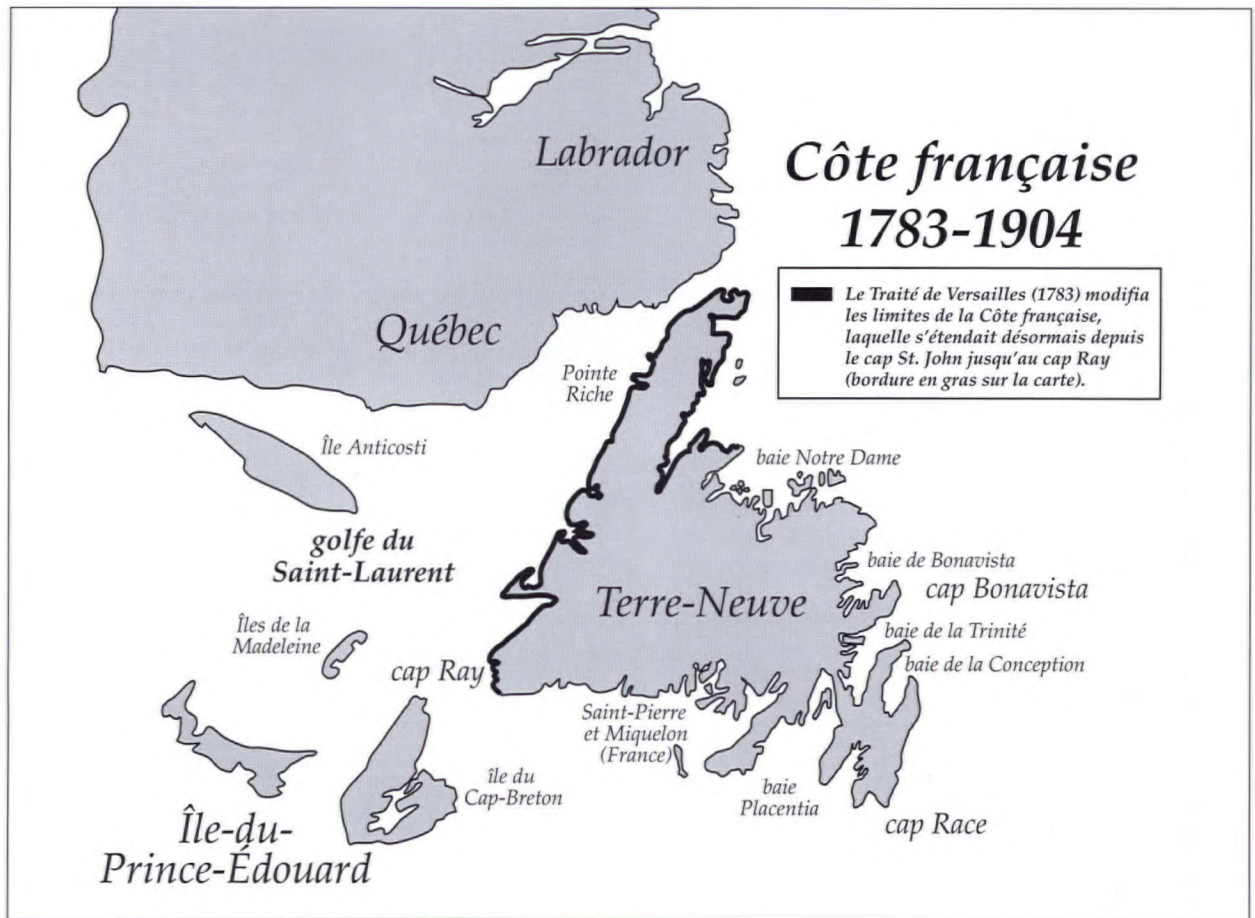 Labrador
Côte française
1783-1904
Le Traité de Versailles (1783) modifia
les limites de la Côte française,
laquelle s'étendait désormais depuis
le cap St. John jusqu'au cap Ray
(bordure en gras sur la carte).
Québec
Pointe
Riche
Île Anticosti
baie Notre Dame
golfe du
Saint-Laurent
baie de Bonavista
cap Bonavista
Terre-Neuve
Îles de la
Madeleine
baie de la Trinité
baie de la Conception
cap Ray
Saint-Pierre
et Miquelon
(France)
île du
Cap-Breton
baie
Placentia
cap Race
Île-du-
Prince-Édouard